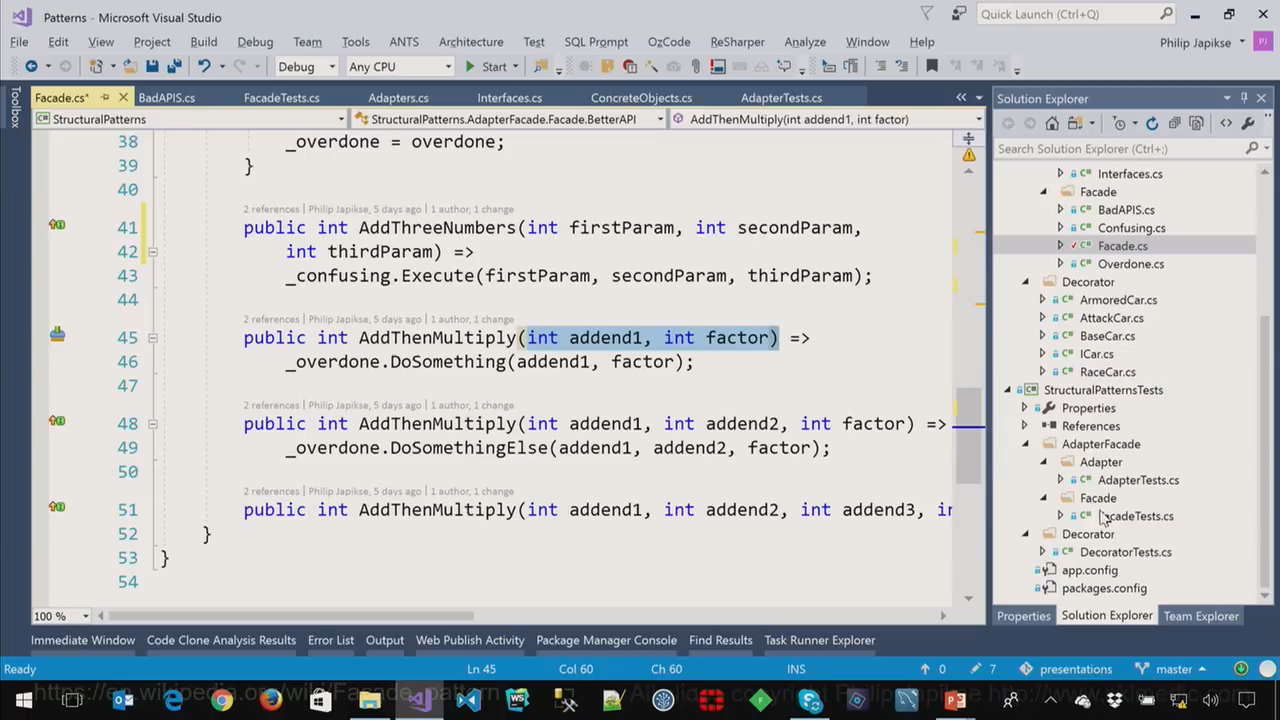 Patterns - Microsoft Visual Studio
Quick Launch (Ctrl+Q)
File Edit View Project Build Debug Team Tools ANTS Architecture Test SQL Prompt OzCode ReSharper Analyze Window Help
Philip Japikse PJ
Debug Any CPU Start
Toolbox
Facade.cs* BadAPIS.cs FacadeTests.cs Adapters.cs Interfaces.cs ConcreteObjects.cs AdapterTests.cs
StructuralPatterns StructuralPatterns.AdapterFacade.Facade.BetterAPI AddThenMultiply(int addend1, int factor)
38 _overdone = overdone;
39 }
40
2 references | Philip Japikse, 5 days ago | 1 author, 1 change
41 public int AddThreeNumbers(int firstParam, int secondParam,
42 int thirdParam) =>
43 _confusing.Execute(firstParam, secondParam, thirdParam);
44
2 references | Philip Japikse, 5 days ago | 1 author, 1 change
45 public int AddThenMultiply(int addend1, int factor) =>
46 _overdone.DoSomething(addend1, factor);
47
2 references | Philip Japikse, 5 days ago | 1 author, 1 change
48 public int AddThenMultiply(int addend1, int addend2, int factor) =>
49 _overdone.DoSomethingElse(addend1, addend2, factor);
50
2 references | Philip Japikse, 5 days ago | 1 author, 1 change
51 public int AddThenMultiply(int addend1, int addend2, int addend3, in
52 }
53 }
54
100 %
Solution Explorer
Search Solution Explorer (Ctrl+;)
Interfaces.cs
Facade
BadAPIS.cs
Confusing.cs
Facade.cs
Overdone.cs
Decorator
ArmoredCar.cs
AttackCar.cs
BaseCar.cs
ICar.cs
RaceCar.cs
StructuralPatternsTests
Properties
References
AdapterFacade
Adapter
AdapterTests.cs
Facade
FacadeTests.cs
Decorator
DecoratorTests.cs
app.config
packages.config
Properties Solution Explorer Team Explorer
Immediate Window Code Clone Analysis Results Error List Output Web Publish Activity Package Manager Console Find Results Task Runner Explorer
Ready Ln 45 Col 60 Ch 60 INS 0 7 presentations master
https://en.wikipedia.org/wiki/Facade_pattern